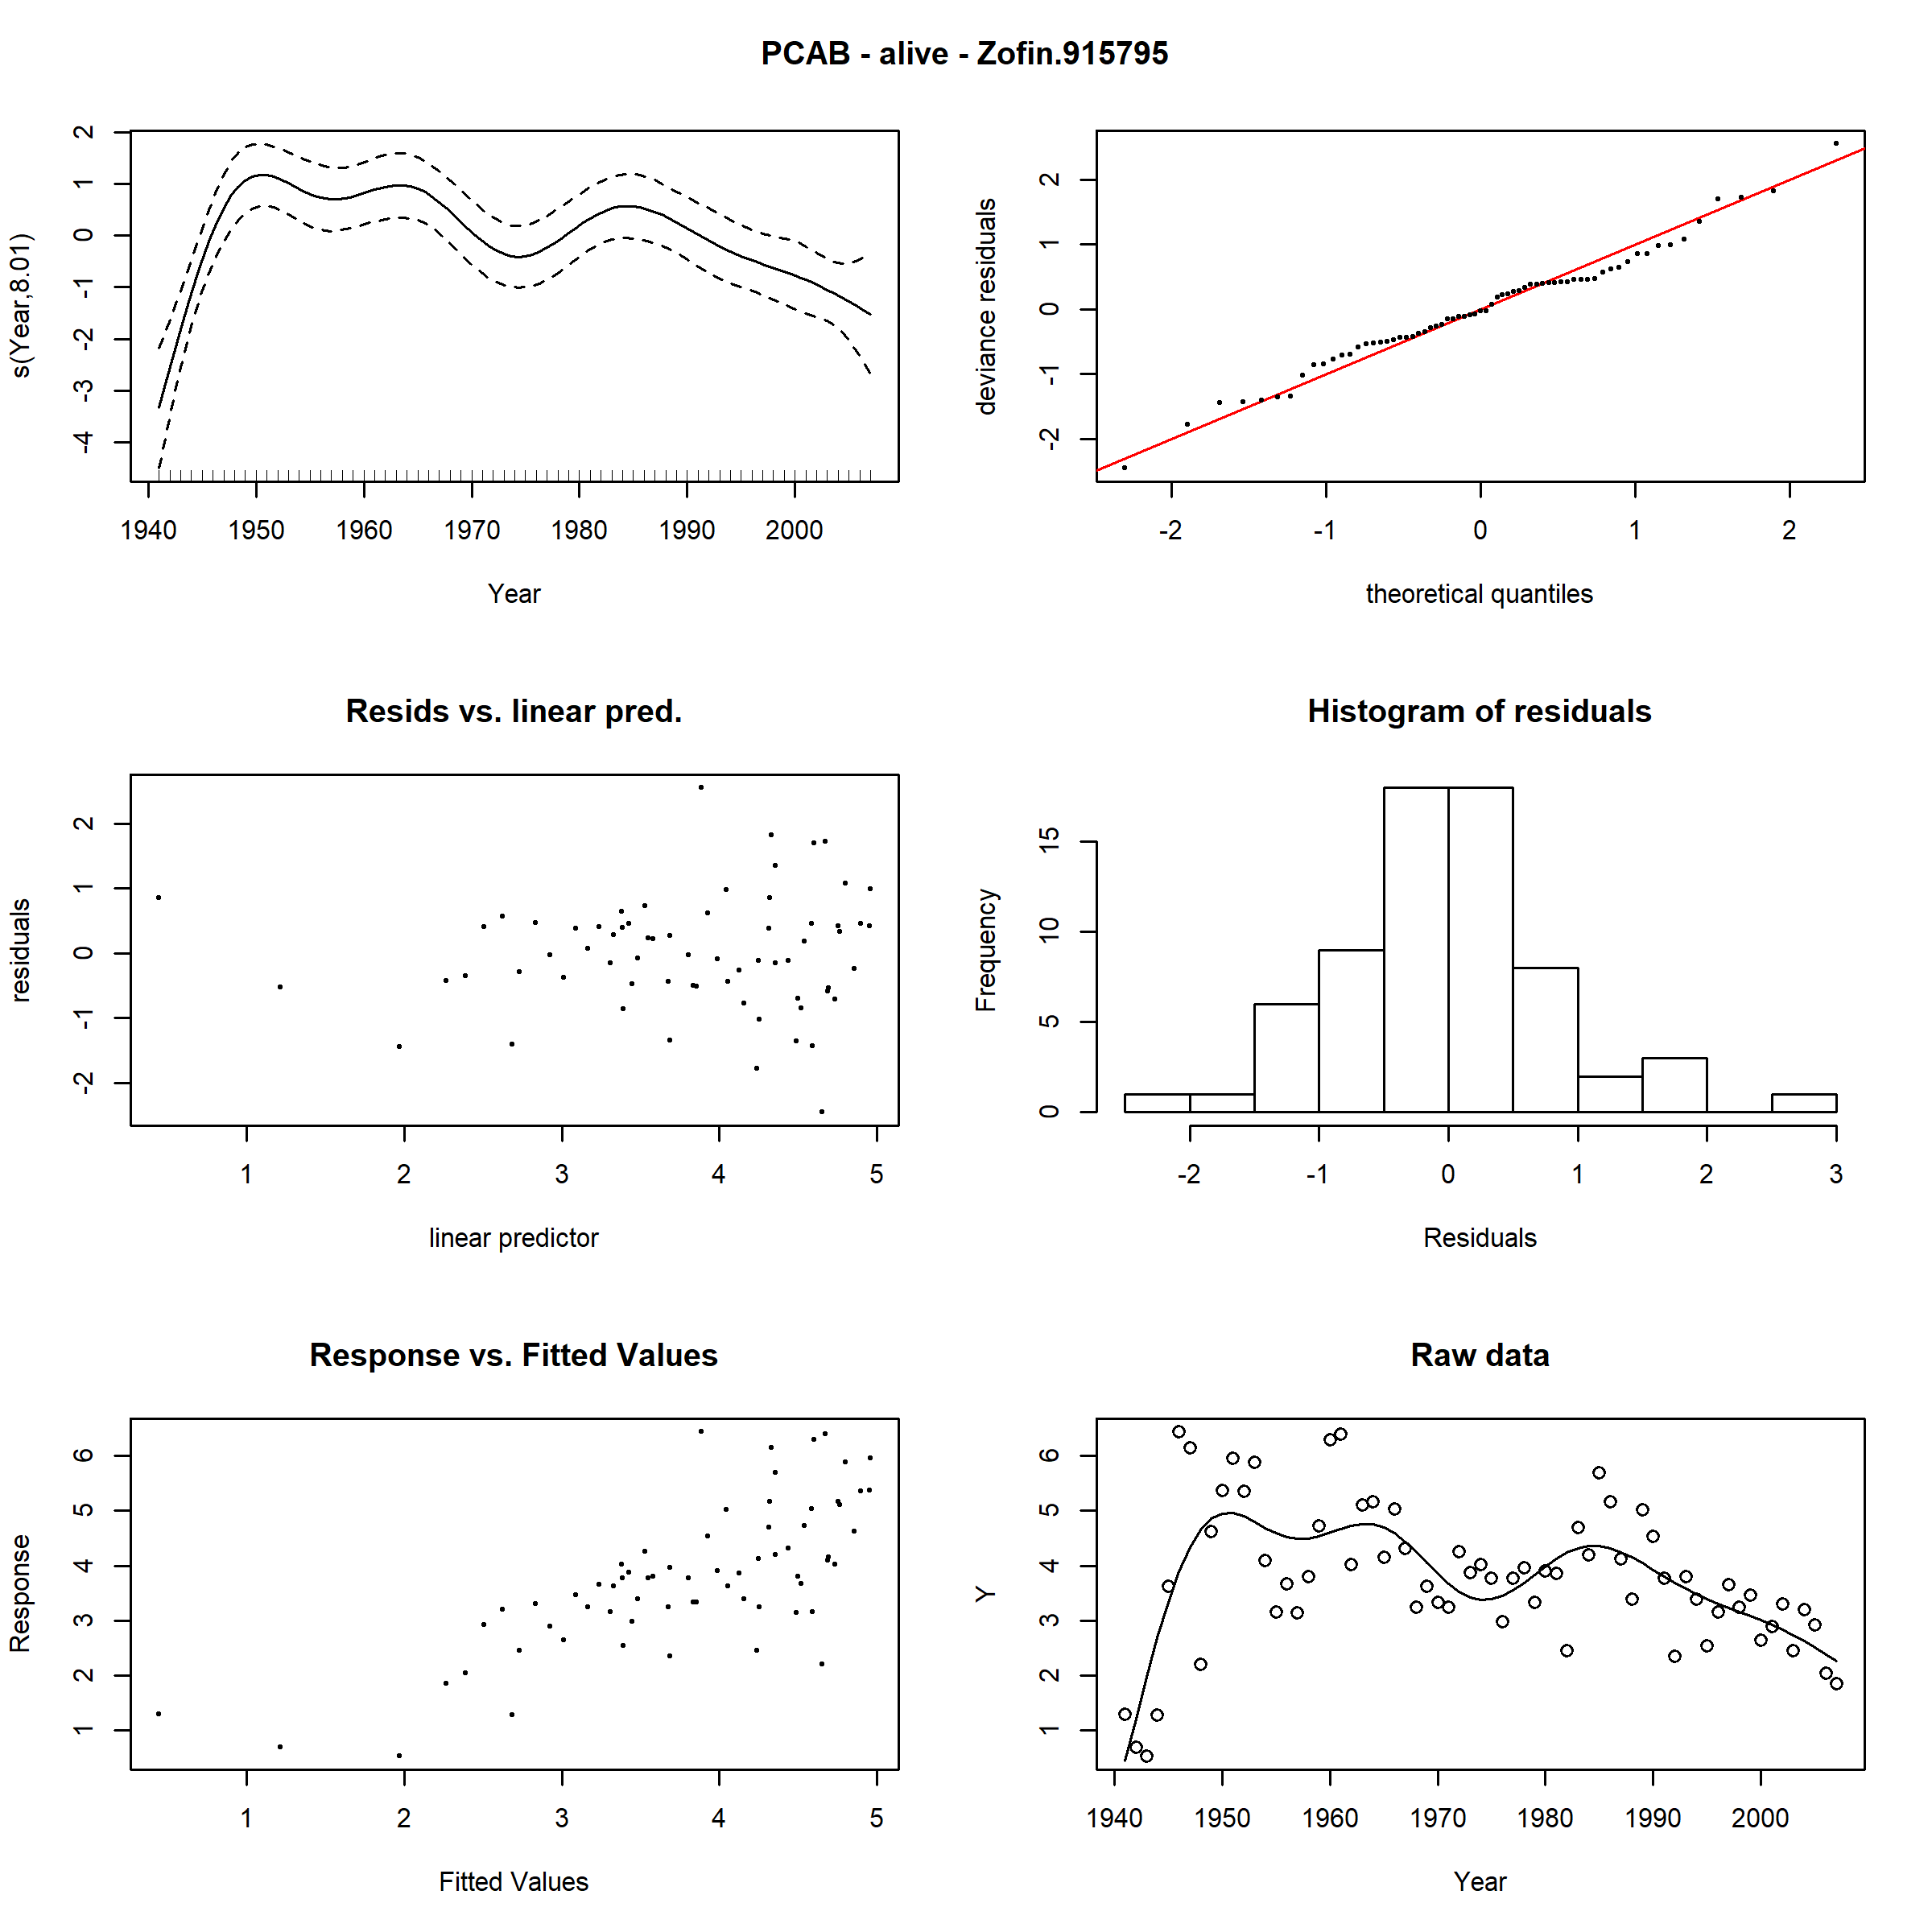 PCAB - alive - Zofin.915795
s(Year,8.01)
2
1
0
-1
-2
-3
-4
1940 1950 1960 1970 1980 1990 2000
Year
deviance residuals
2
1
0
-1
-2
-2 -1 0 1 2
theoretical quantiles
Resids vs. linear pred.
residuals
2
1
0
-1
-2
1 2 3 4 5
linear predictor
Histogram of residuals
Frequency
15
10
5
0
-2 -1 0 1 2 3
Residuals
Response vs. Fitted Values
Response
6
5
4
3
2
1
1 2 3 4 5
Fitted Values
Raw data
Y
6
5
4
3
2
1
1940 1950 1960 1970 1980 1990 2000
Year